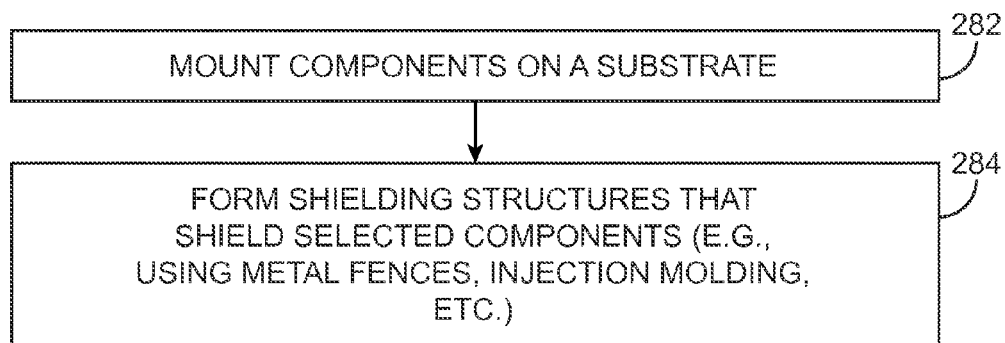 282
MOUNT COMPONENTS ON A SUBSTRATE
284
FORM SHIELDING STRUCTURES THAT
SHIELD SELECTED COMPONENTS (E.G.,
USING METAL FENCES, INJECTION MOLDING,
ETC.)